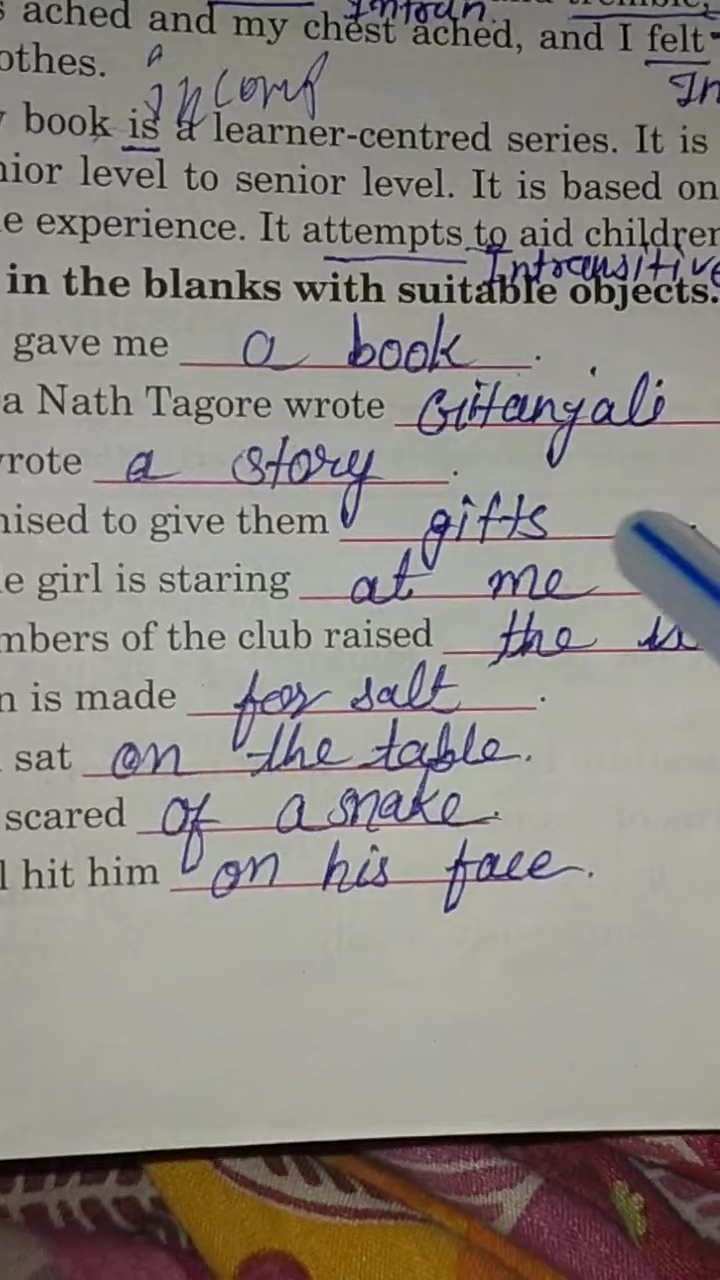 ached and my chest ached, and I felt
othes.
Incomp
book is a learner-centred series. It is
nior level to senior level. It is based on
e experience. It attempts to aid children
Intransitive
in the blanks with suitable objects.
gave me a book.
a Nath Tagore wrote Gitanjali
rote a story.
mised to give them gifts
e girl is staring at me
mbers of the club raised the
n is made for salt.
sat on the table.
scared of a snake.
l hit him on his face.